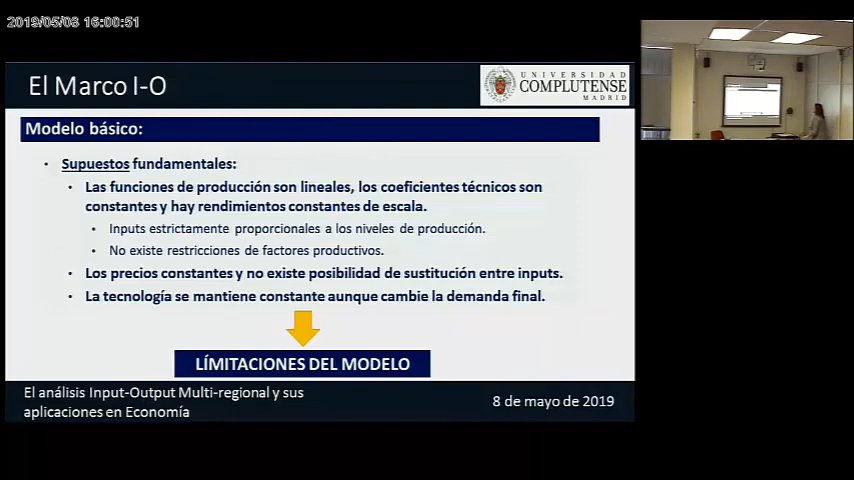 2019/05/08 16:00:51
El Marco I-O
UNIVERSIDAD
COMPLUTENSE
MADRID
Modelo básico:
• Supuestos fundamentales:
• Las funciones de producción son lineales, los coeficientes técnicos son
constantes y hay rendimientos constantes de escala.
• Inputs estrictamente proporcionales a los niveles de producción.
• No existe restricciones de factores productivos.
• Los precios constantes y no existe posibilidad de sustitución entre inputs.
• La tecnología se mantiene constante aunque cambie la demanda final.
LÍMITACIONES DEL MODELO
El análisis Input-Output Multi-regional y sus
aplicaciones en Economía
8 de mayo de 2019